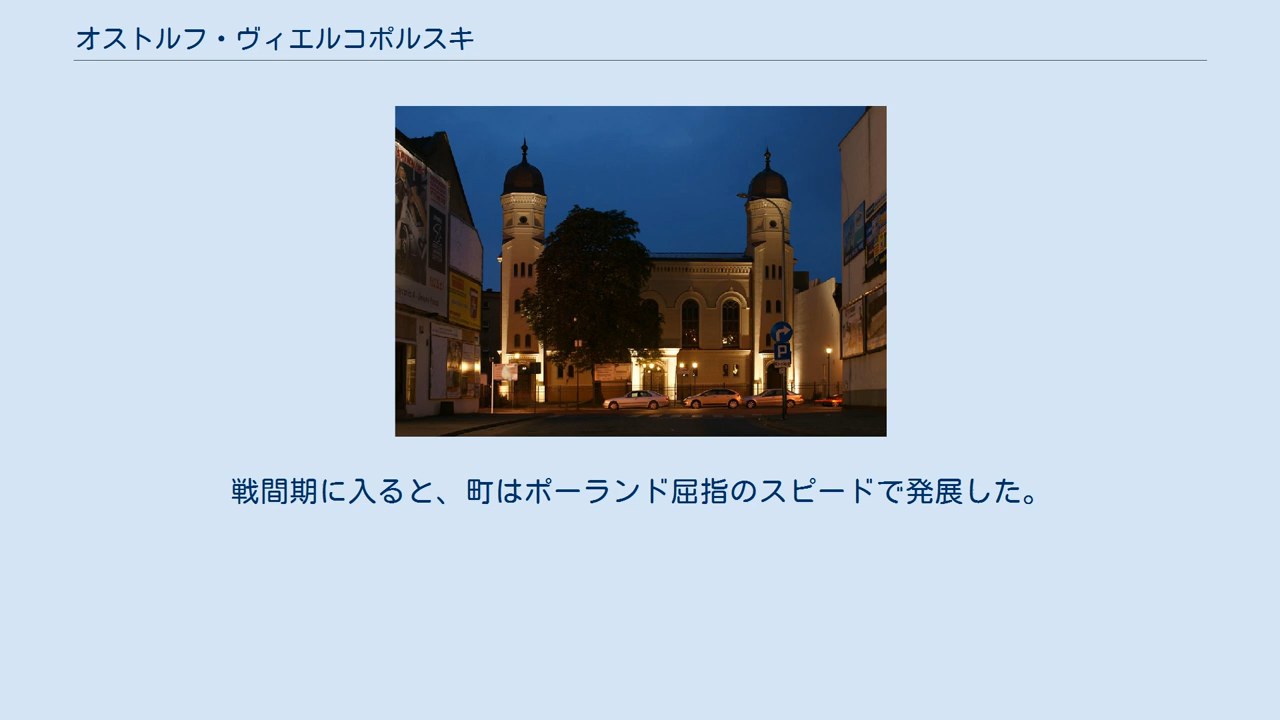 オストルフ・ヴィエルコポルスキ
P
戦間期に入ると、町はポーランド屈指のスピードで発展した。